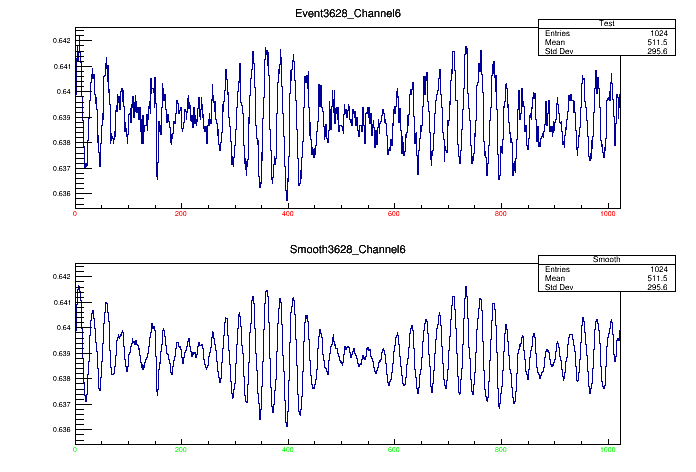 Event3628_Channel6
Test
Entries 1024
Mean 511.5
Std Dev 295.6
0.642
0.641
0.64
0.639
0.638
0.637
0.636
0 200 400 600 800 1000
Smooth3628_Channel6
Smooth
Entries 1024
Mean 511.5
Std Dev 295.6
0.642
0.641
0.64
0.639
0.638
0.637
0.636
0 200 400 600 800 1000